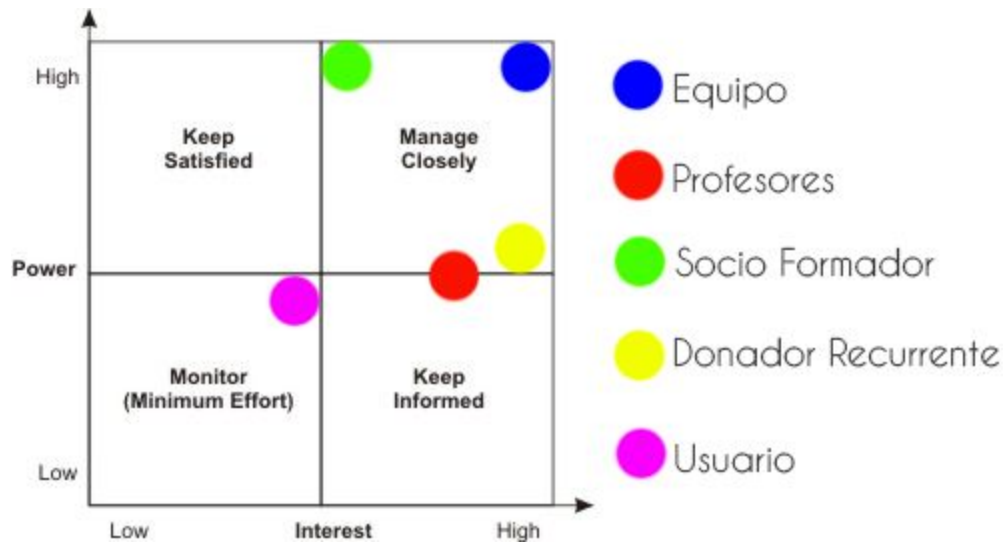 High
Keep
Satisfied
Manage
Closely
Power
Monitor
(Minimum Effort)
Keep
Informed
Low
Low
Interest
High
Equipo
Profesores
Socio Formador
Donador Recurrente
Usuario